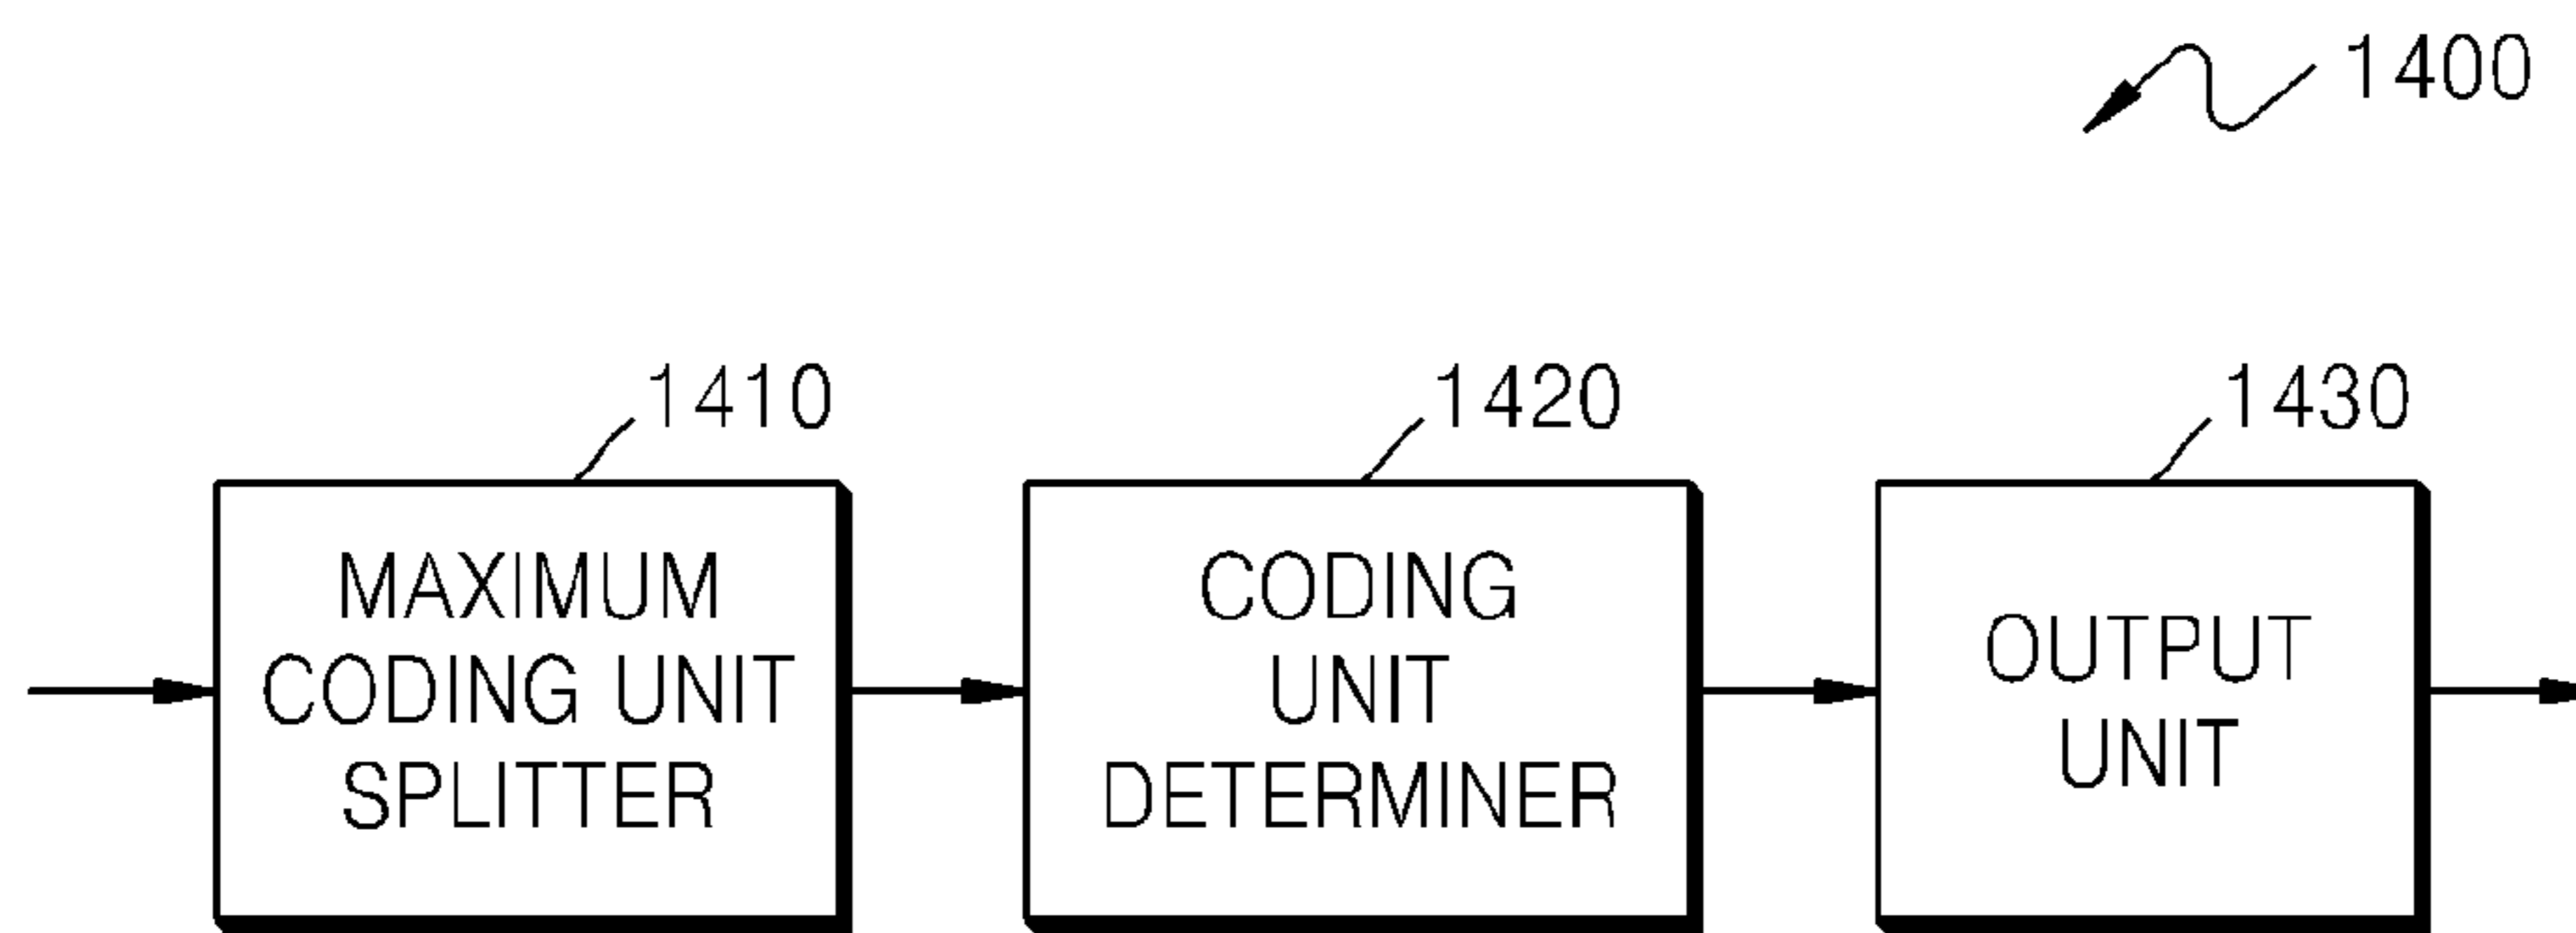 1400
1410
1420
1430
MAXIMUM
CODING UNIT
SPLITTER
CODING
UNIT
DETERMINER
OUTPUT
UNIT